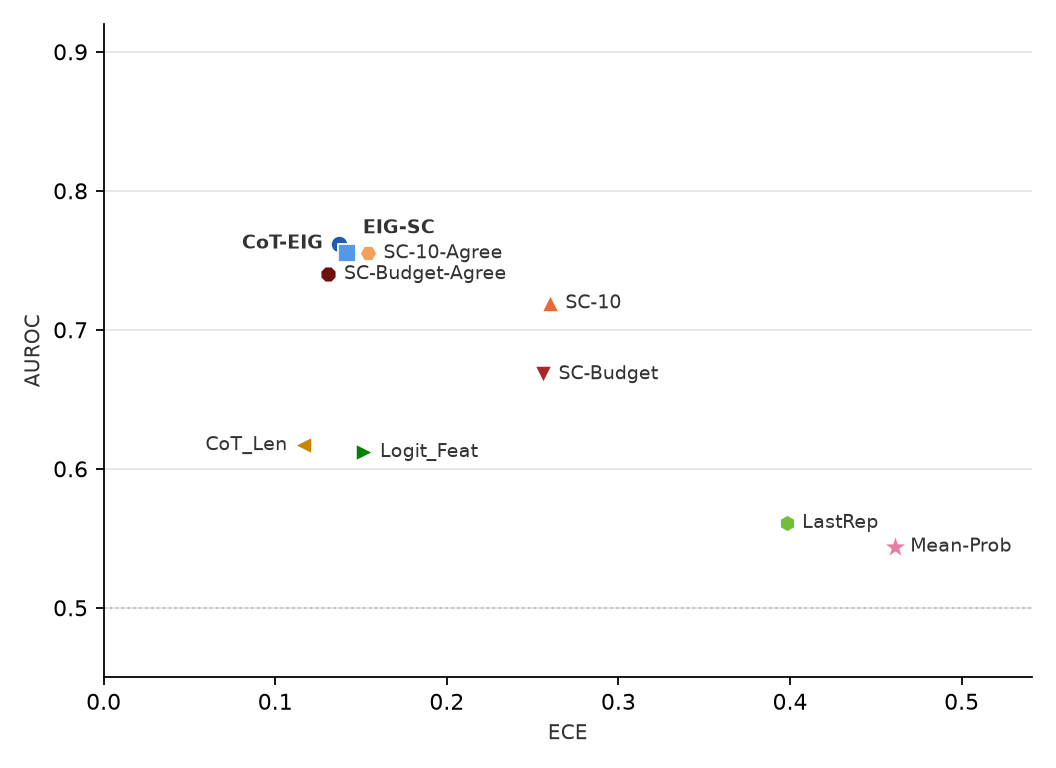 0.9
0.8
0.7
0.6
0.5
AUROC
EIG-SC
CoT-EIG
SC-10-Agree
SC-Budget-Agree
SC-10
SC-Budget
CoT_Len
Logit_Feat
LastRep
Mean-Prob
0.0
0.1
0.2
0.3
0.4
0.5
ECE